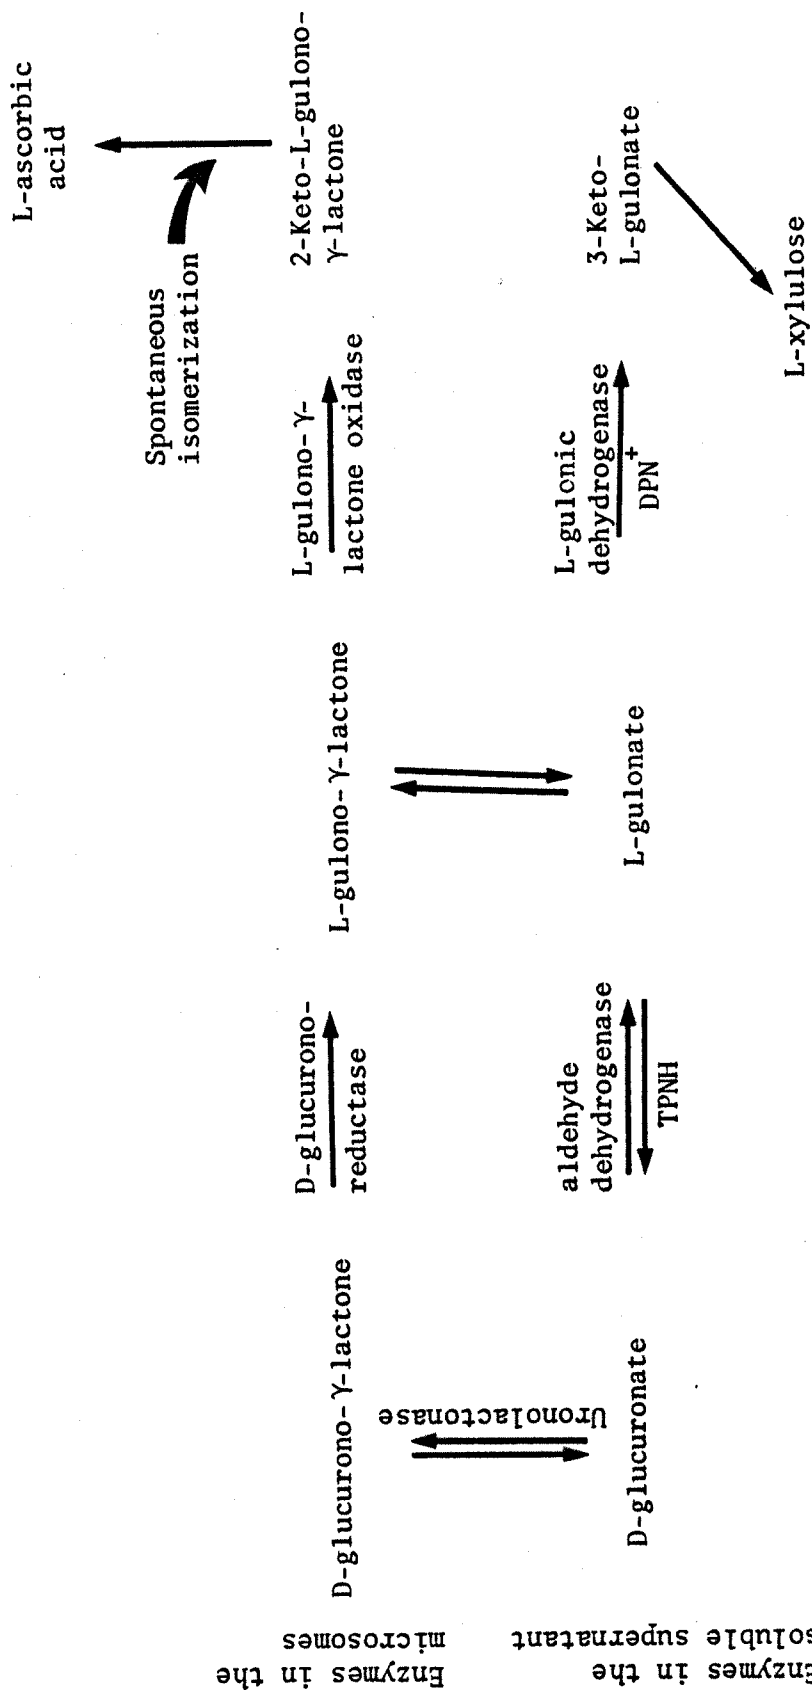 L-ascorbic
acid
Spontaneous
isomerization
Enzymes in the
microsomes
D-glucurono-γ-lactone
D-glucurono-
reductase
L-gulono-γ-lactone
L-gulono-γ-
lactone oxidase
2-Keto-L-gulono-
γ-lactone
Uronolactonase
Enzymes in the
soluble supernatant
D-glucuronate
aldehyde
dehydrogenase
TPNH
L-gulonate
L-gulonic
dehydrogenase
DPN+
3-Keto-
L-gulonate
L-xylulose